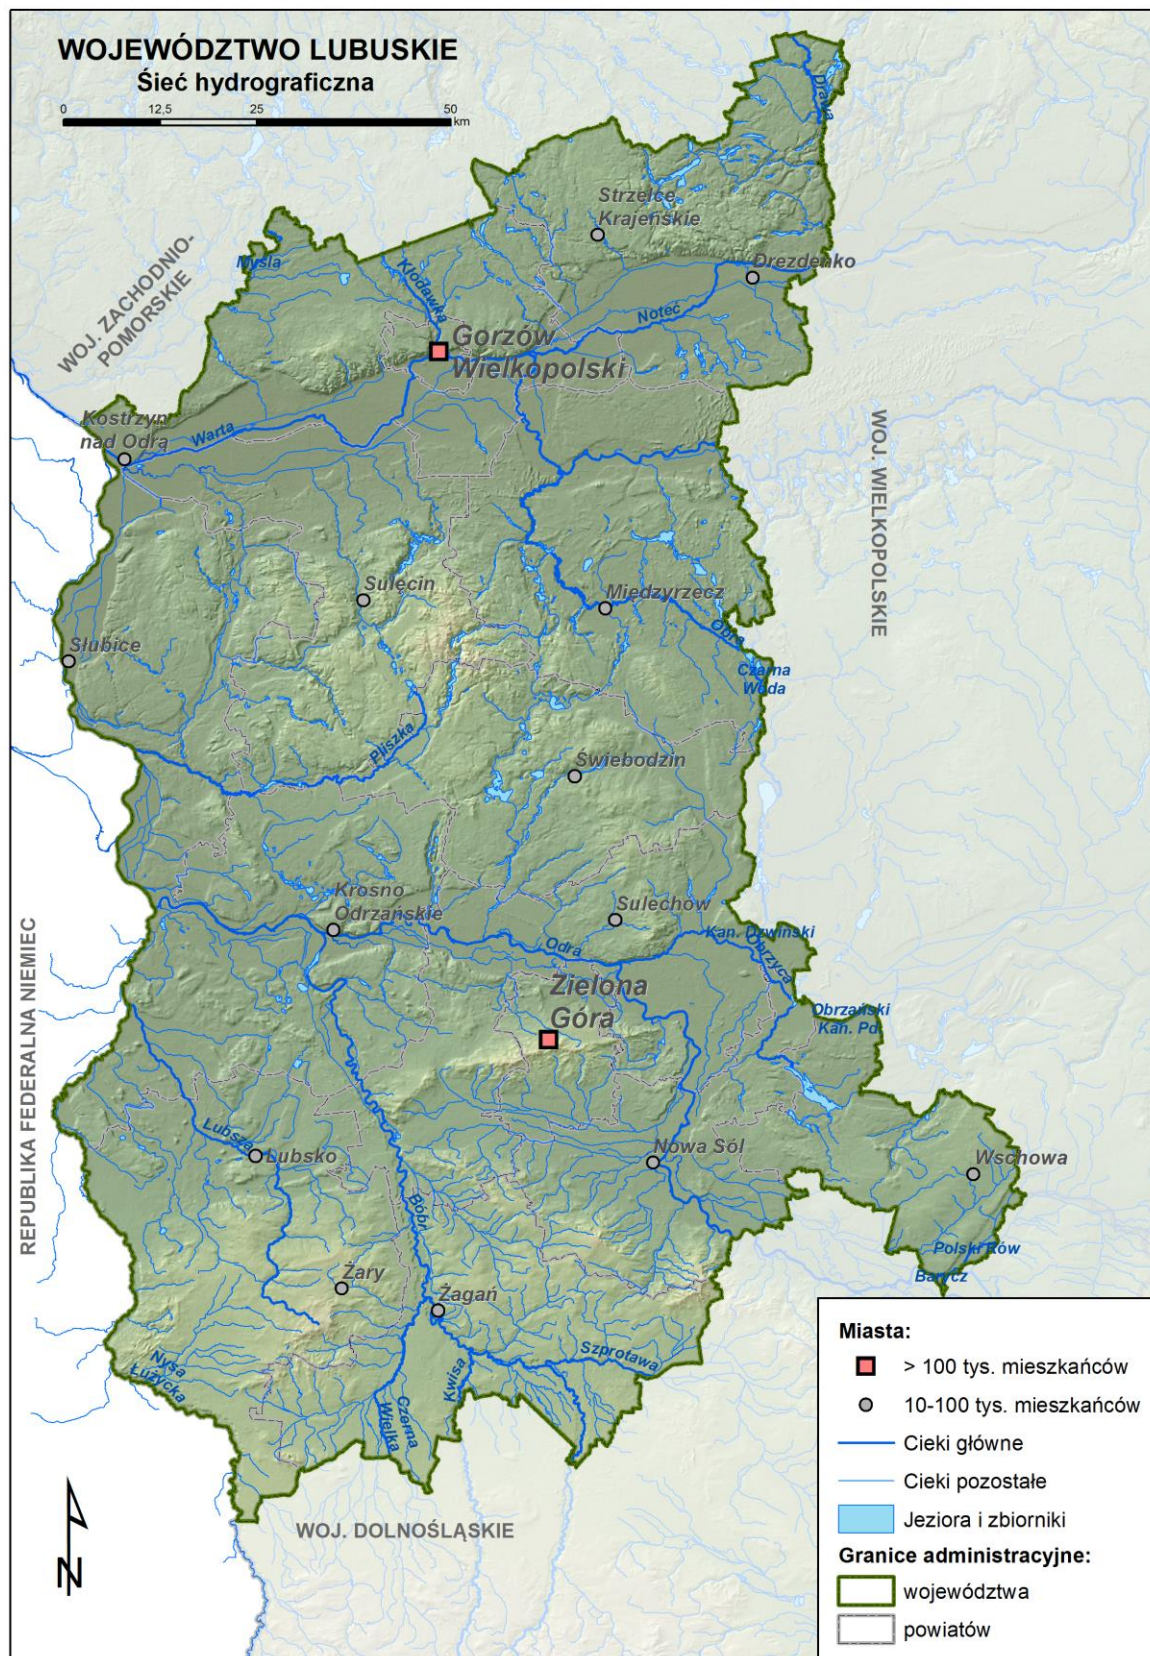 WOJEWÓDZTWO LUBUSKIE
Sieć hydrograficzna
0 12,5 25 50
km
Drawa
Strzelce
Krajeńskie
Myśla
Kłodawka
Drezdenko
WOJ. ZACHODNIO-
POMORSKIE
Noteć
Gorzów
Wielkopolski
Kostrzyn
nad Odrą
Warta
WOJ. WIELKOPOLSKIE
Sulęcin
Międzyrzecz
Obra
Słubice
Czarna
Woda
Pliszka
Świebodzin
Krosno
Odrzańskie
Sulechów
Kan. Dzwiński
Odra
Obrzyca
REPUBLIKA FEDERALNA NIEMIEC
Zielona
Góra
Obrzański
Kan. Pd.
Lubsza
Lubsko
Nowa Sól
Wschowa
Bóbr
Polski Rów
Barycz
Żary
Żagań
Nysa
Łużycka
Szprotawa
Kwisa
Czerna
Wielka
WOJ. DOLNOŚLĄSKIE
N
Miasta:
> 100 tys. mieszkańców
10-100 tys. mieszkańców
Cieki główne
Cieki pozostałe
Jeziora i zbiorniki
Granice administracyjne:
województwa
powiatów